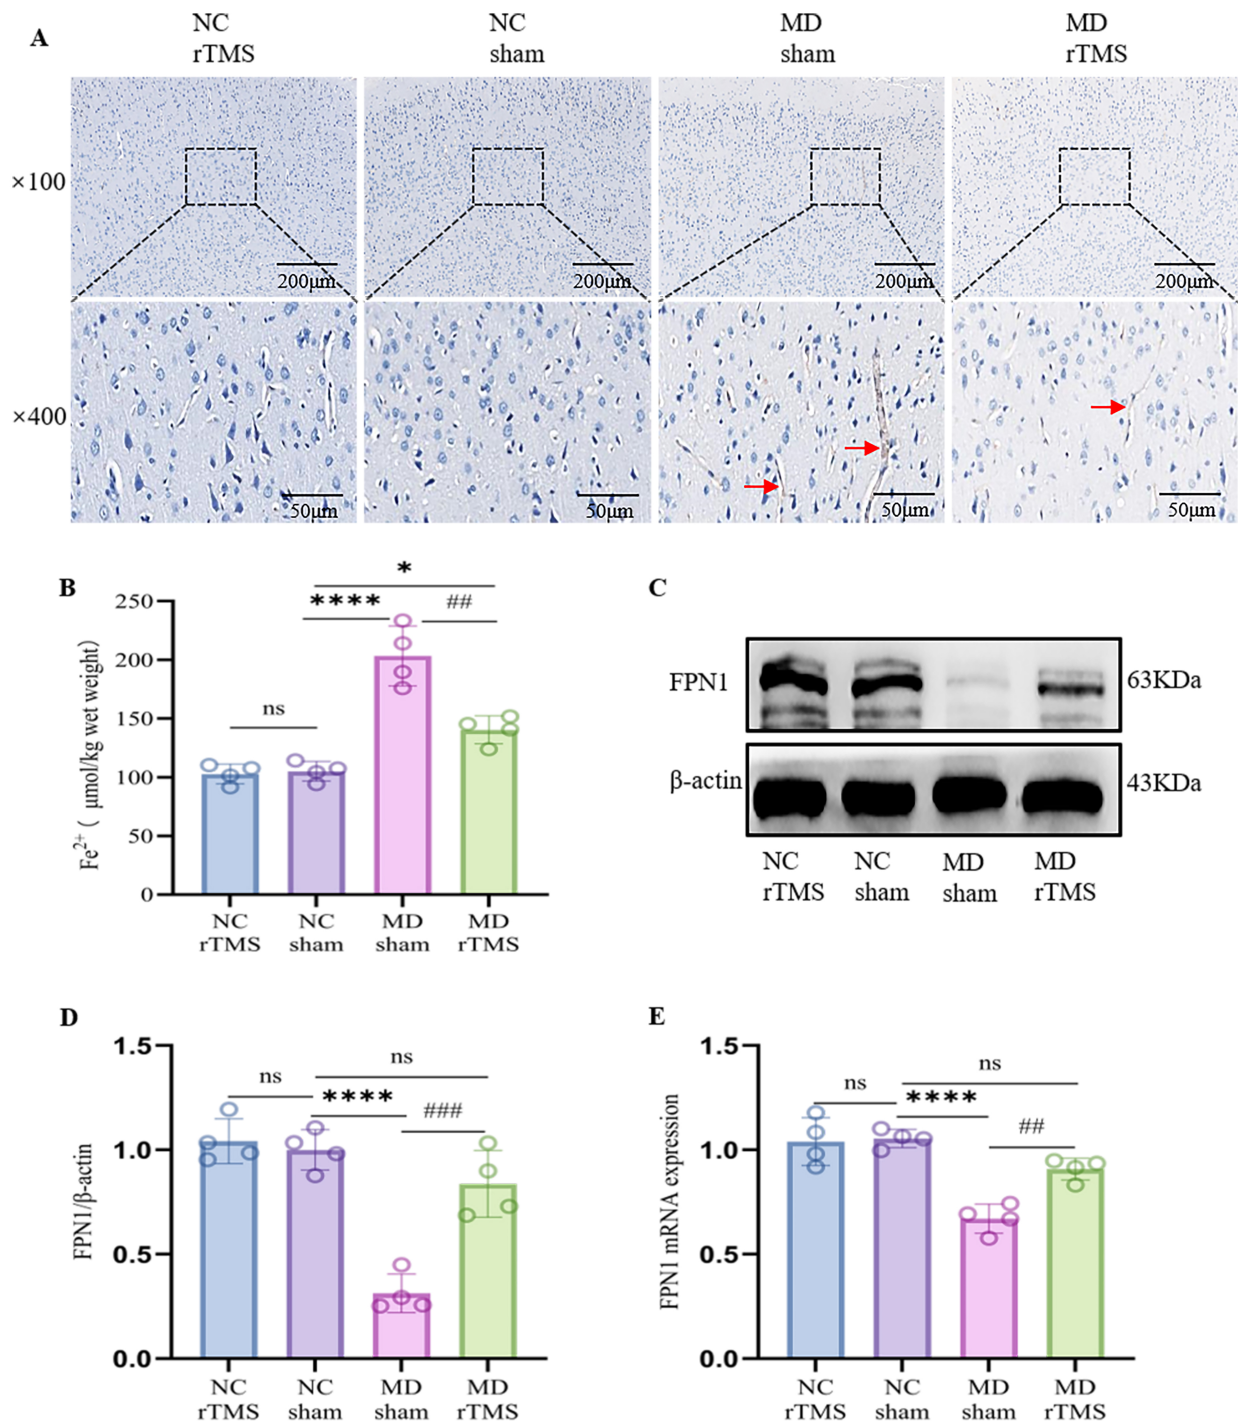 A
NC
rTMS
NC
sham
MD
sham
MD
rTMS
×100
200μm
200μm
200μm
200μm
×400
50μm
50μm
50μm
50μm
B
Fe2+ ( μmol/kg wet weight)
250
200
150
100
50
0
ns
****
*
##
NC
rTMS
NC
sham
MD
sham
MD
rTMS
C
FPN1
63KDa
β-actin
43KDa
NC
rTMS
NC
sham
MD
sham
MD
rTMS
D
FPN1/β-actin
1.5
1.0
0.5
0.0
ns
****
ns
###
NC
rTMS
NC
sham
MD
sham
MD
rTMS
E
FPN1 mRNA expression
1.5
1.0
0.5
0.0
ns
****
ns
##
NC
rTMS
NC
sham
MD
sham
MD
rTMS